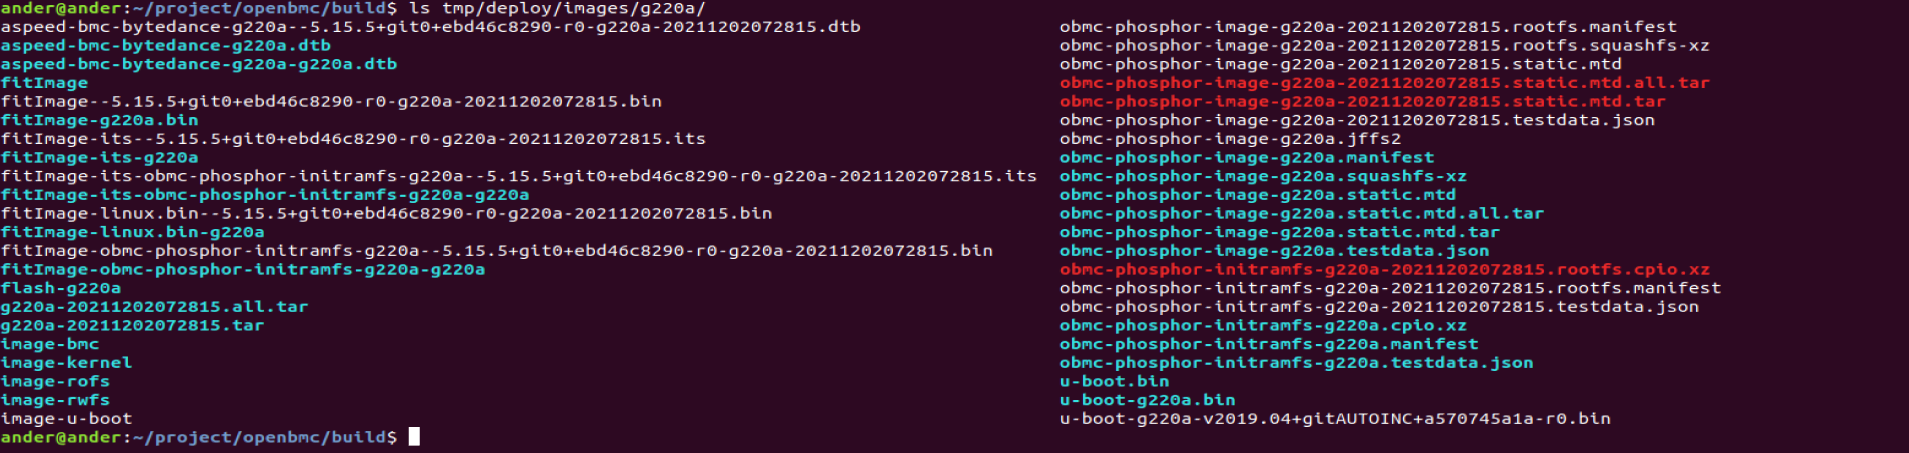 ander@ander:~/project/openbmc/build$ ls tmp/deploy/images/g220a/
aspeed-bmc-bytedance-g220a--5.15.5+git0+ebd46c8290-r0-g220a-20211202072815.dtb
aspeed-bmc-bytedance-g220a.dtb
aspeed-bmc-bytedance-g220a-g220a.dtb
fitImage
fitImage--5.15.5+git0+ebd46c8290-r0-g220a-20211202072815.bin
fitImage-g220a.bin
fitImage-its--5.15.5+git0+ebd46c8290-r0-g220a-20211202072815.its
fitImage-its-g220a
fitImage-its-obmc-phosphor-initramfs-g220a--5.15.5+git0+ebd46c8290-r0-g220a-20211202072815.its
fitImage-its-obmc-phosphor-initramfs-g220a-g220a
fitImage-linux.bin--5.15.5+git0+ebd46c8290-r0-g220a-20211202072815.bin
fitImage-linux.bin-g220a
fitImage-obmc-phosphor-initramfs-g220a--5.15.5+git0+ebd46c8290-r0-g220a-20211202072815.bin
fitImage-obmc-phosphor-initramfs-g220a-g220a
flash-g220a
g220a-20211202072815.all.tar
g220a-20211202072815.tar
image-bmc
image-kernel
image-rofs
image-rwfs
image-u-boot
obmc-phosphor-image-g220a-20211202072815.rootfs.manifest
obmc-phosphor-image-g220a-20211202072815.rootfs.squashfs-xz
obmc-phosphor-image-g220a-20211202072815.static.mtd
obmc-phosphor-image-g220a-20211202072815.static.mtd.all.tar
obmc-phosphor-image-g220a-20211202072815.static.mtd.tar
obmc-phosphor-image-g220a-20211202072815.testdata.json
obmc-phosphor-image-g220a.jffs2
obmc-phosphor-image-g220a.manifest
obmc-phosphor-image-g220a.squashfs-xz
obmc-phosphor-image-g220a.static.mtd
obmc-phosphor-image-g220a.static.mtd.all.tar
obmc-phosphor-image-g220a.static.mtd.tar
obmc-phosphor-image-g220a.testdata.json
obmc-phosphor-initramfs-g220a-20211202072815.rootfs.cpio.xz
obmc-phosphor-initramfs-g220a-20211202072815.rootfs.manifest
obmc-phosphor-initramfs-g220a-20211202072815.testdata.json
obmc-phosphor-initramfs-g220a.cpio.xz
obmc-phosphor-initramfs-g220a.manifest
obmc-phosphor-initramfs-g220a.testdata.json
u-boot.bin
u-boot-g220a.bin
u-boot-g220a-v2019.04+gitAUTOINC+a570745a1a-r0.bin
ander@ander:~/project/openbmc/build$